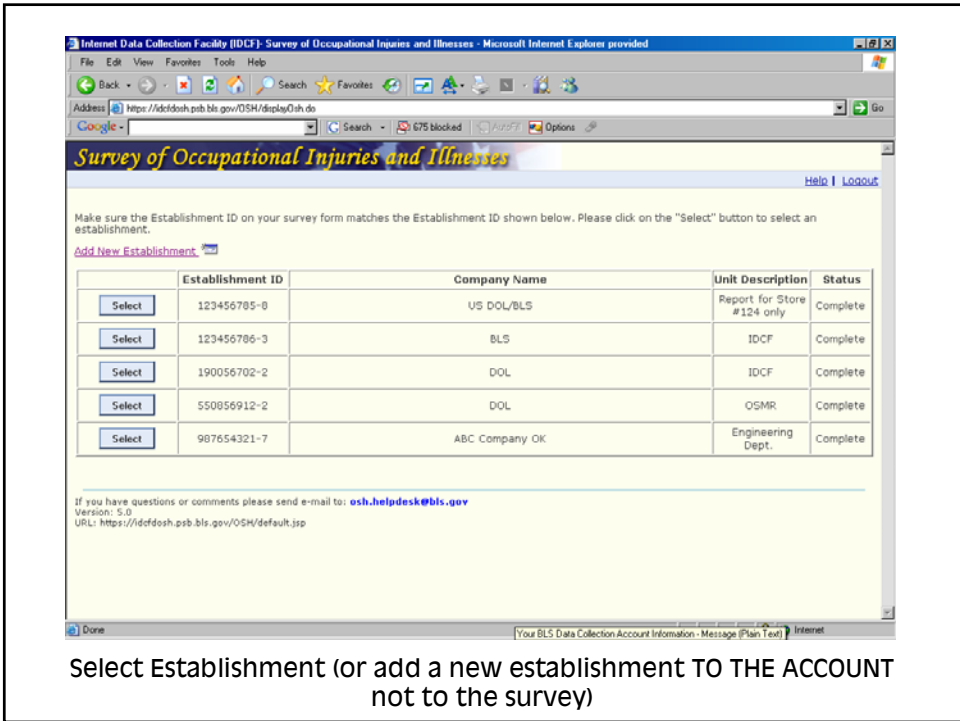 Internet Data Collection Facility (IDCF)- Survey of Occupational Injuries and Illnesses - Microsoft Internet Explorer provided
File Edit View Favorites Tools Help
Back Search Favorites
Address https://idcfdosh.psb.bls.gov/OSH/displayOsh.do Go
Google - Search 675 blocked AutoFill Options
Survey of Occupational Injuries and Illnesses
Help | Logout
Make sure the Establishment ID on your survey form matches the Establishment ID shown below. Please click on the "Select" button to select an
establishment.
Add New Establishment
Establishment ID Company Name Unit Description Status
Select 123456785-8 US DOL/BLS Report for Store #124 only Complete
Select 123456786-3 BLS IDCF Complete
Select 190056702-2 DOL IDCF Complete
Select 550856912-2 DOL OSMR Complete
Select 987654321-7 ABC Company OK Engineering Dept. Complete
If you have questions or comments please send e-mail to: osh.helpdesk@bls.gov
Version: 5.0
URL: https://idcfdosh.psb.bls.gov/OSH/default.jsp
Done
Your BLS Data Collection Account Information - Message (Plain Text) Internet
Select Establishment (or add a new establishment TO THE ACCOUNT
not to the survey)